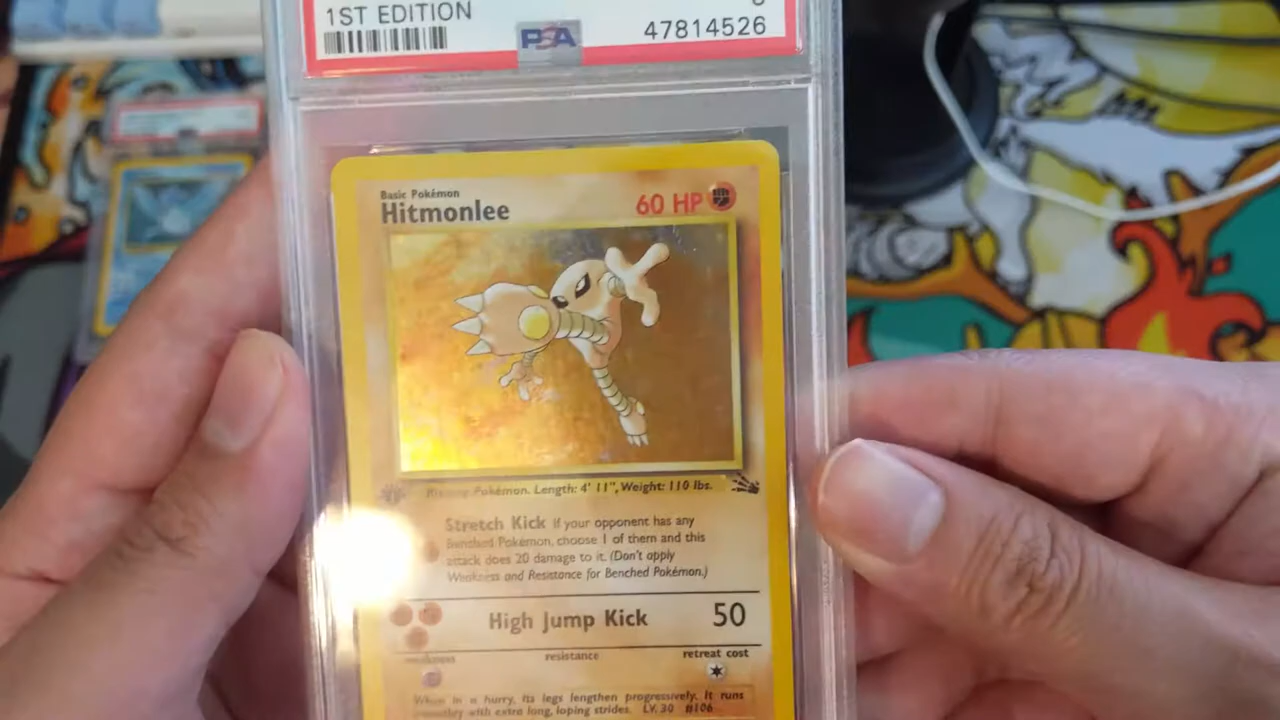 1ST EDITION
PSA
47814526
Basic Pokémon
Hitmonlee
60 HP
Kicking Pokémon. Length: 4' 11", Weight: 110 lbs.
Stretch Kick If your opponent has any
Benched Pokémon, choose 1 of them and this
attack does 20 damage to it. (Don't apply
Weakness and Resistance for Benched Pokémon.)
High Jump Kick 50
weakness resistance retreat cost
When in a hurry, its legs lengthen progressively. It runs
smoothly with extra long, loping strides. LV. 30 #106